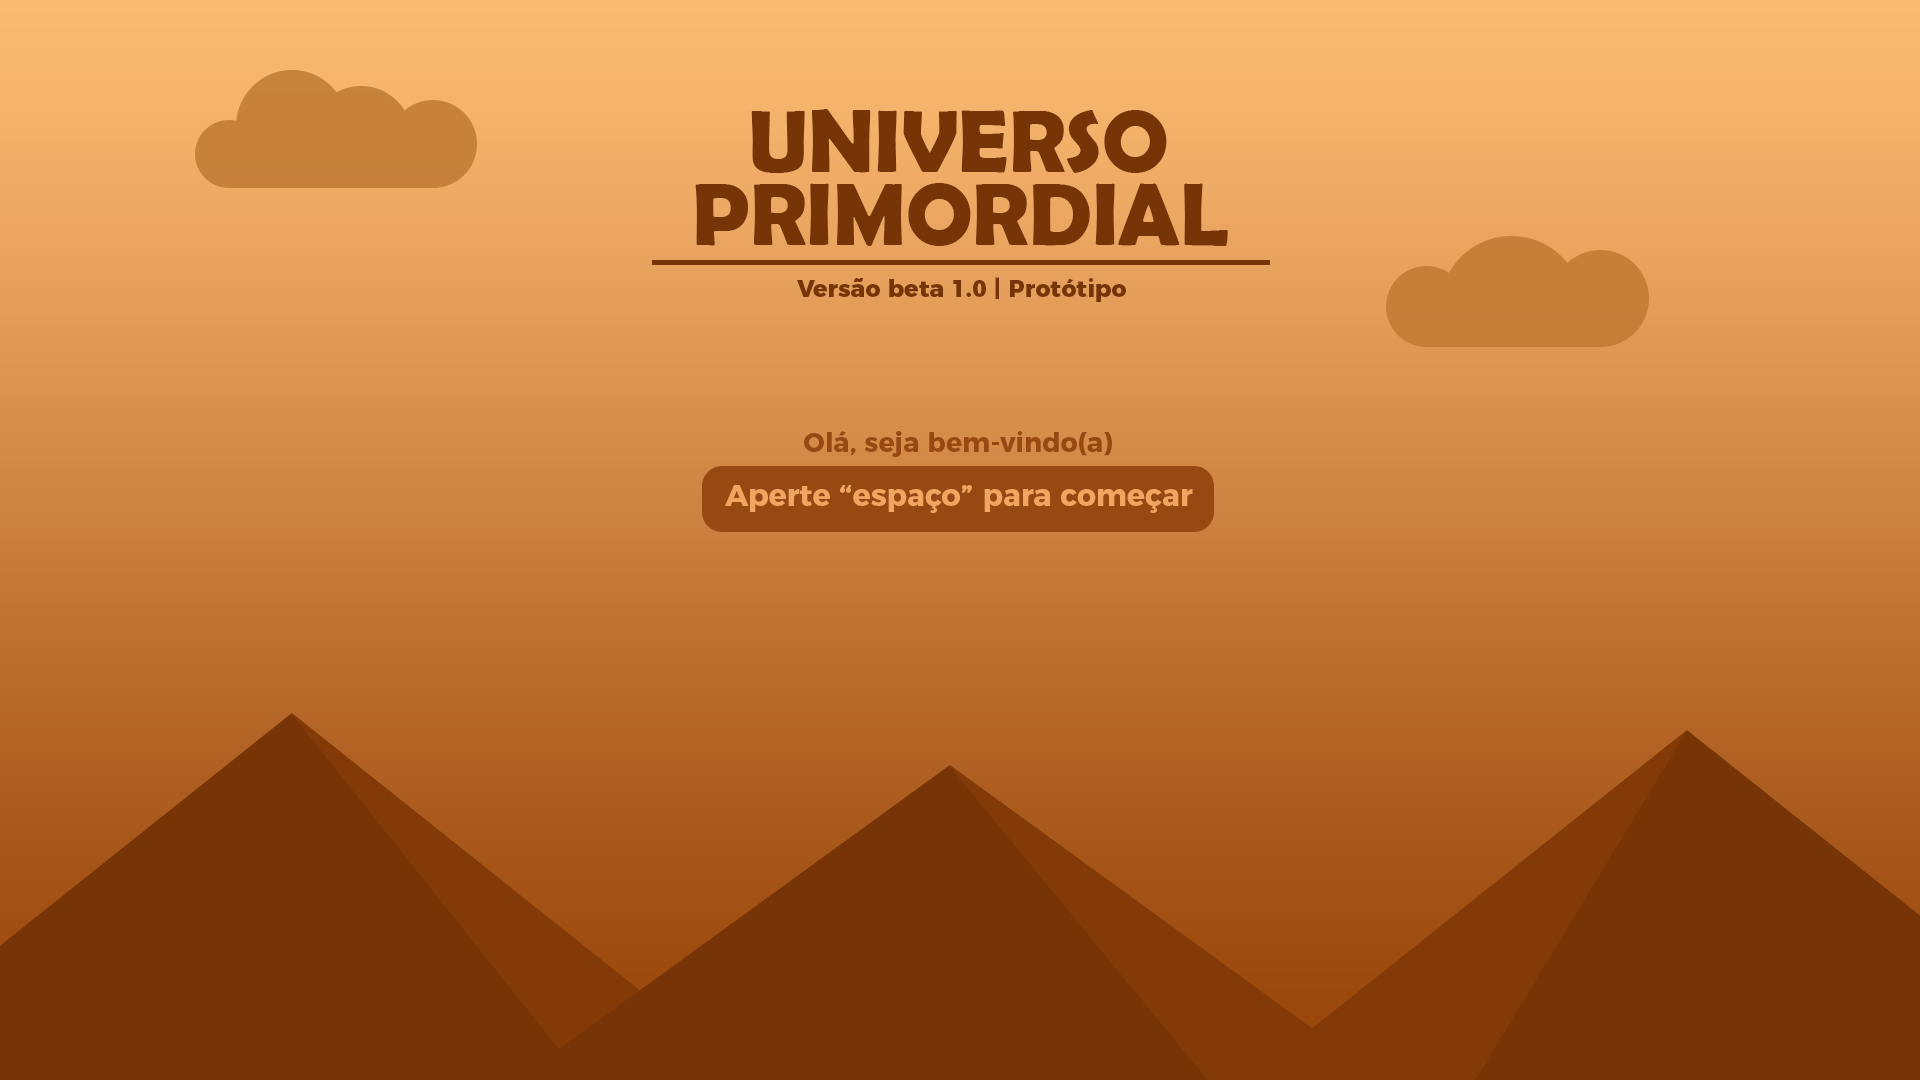 UNIVERSO
PRIMORDIAL
Versão beta 1.0 | Protótipo
Olá, seja bem-vindo(a)
Aperte “espaço” para começar